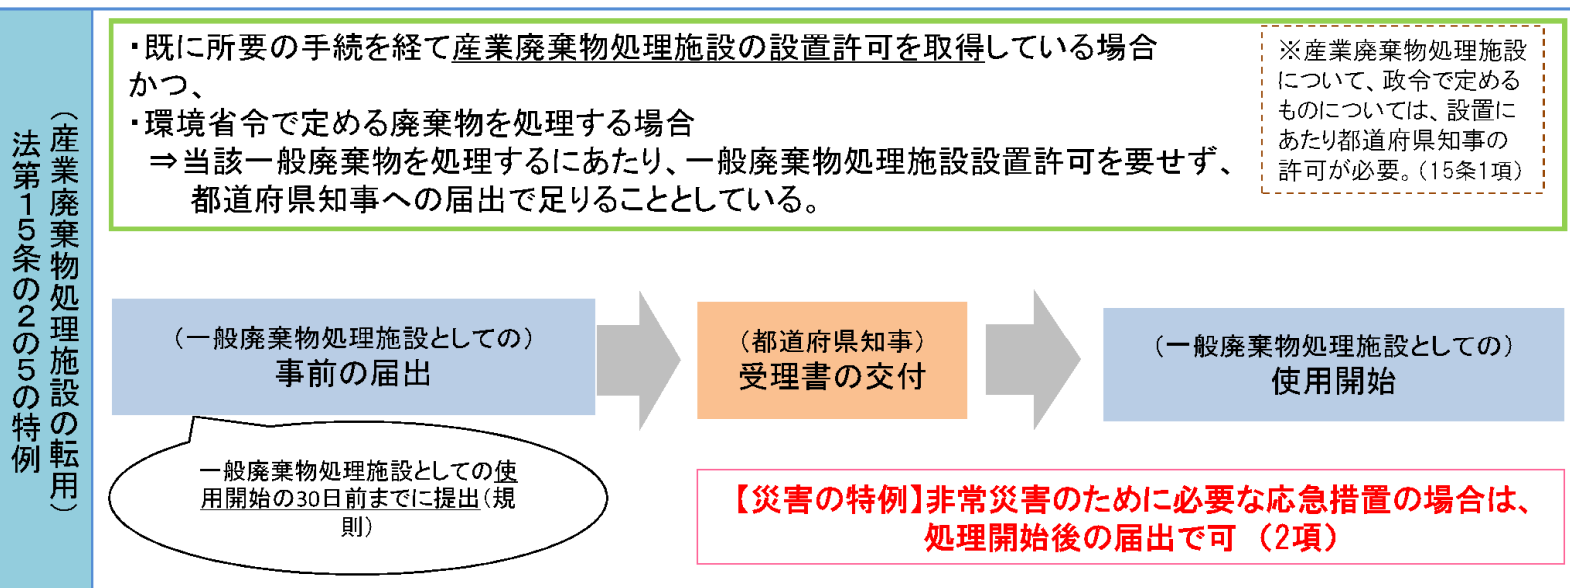 法第15条の2の5の特例
（産業廃棄物処理施設の転用）
・既に所要の手続を経て産業廃棄物処理施設の設置許可を取得している場合
かつ、
・環境省令で定める廃棄物を処理する場合
⇒当該一般廃棄物を処理するにあたり、一般廃棄物処理施設設置許可を要せず、
都道府県知事への届出で足りることとしている。
※産業廃棄物処理施設
について、政令で定める
ものについては、設置に
あたり都道府県知事の
許可が必要。（15条1項）
（一般廃棄物処理施設としての）
事前の届出
（都道府県知事）
受理書の交付
（一般廃棄物処理施設としての）
使用開始
一般廃棄物処理施設としての使
用開始の30日前までに提出（規
則）
【災害の特例】非常災害のために必要な応急措置の場合は、
処理開始後の届出で可　（2項）